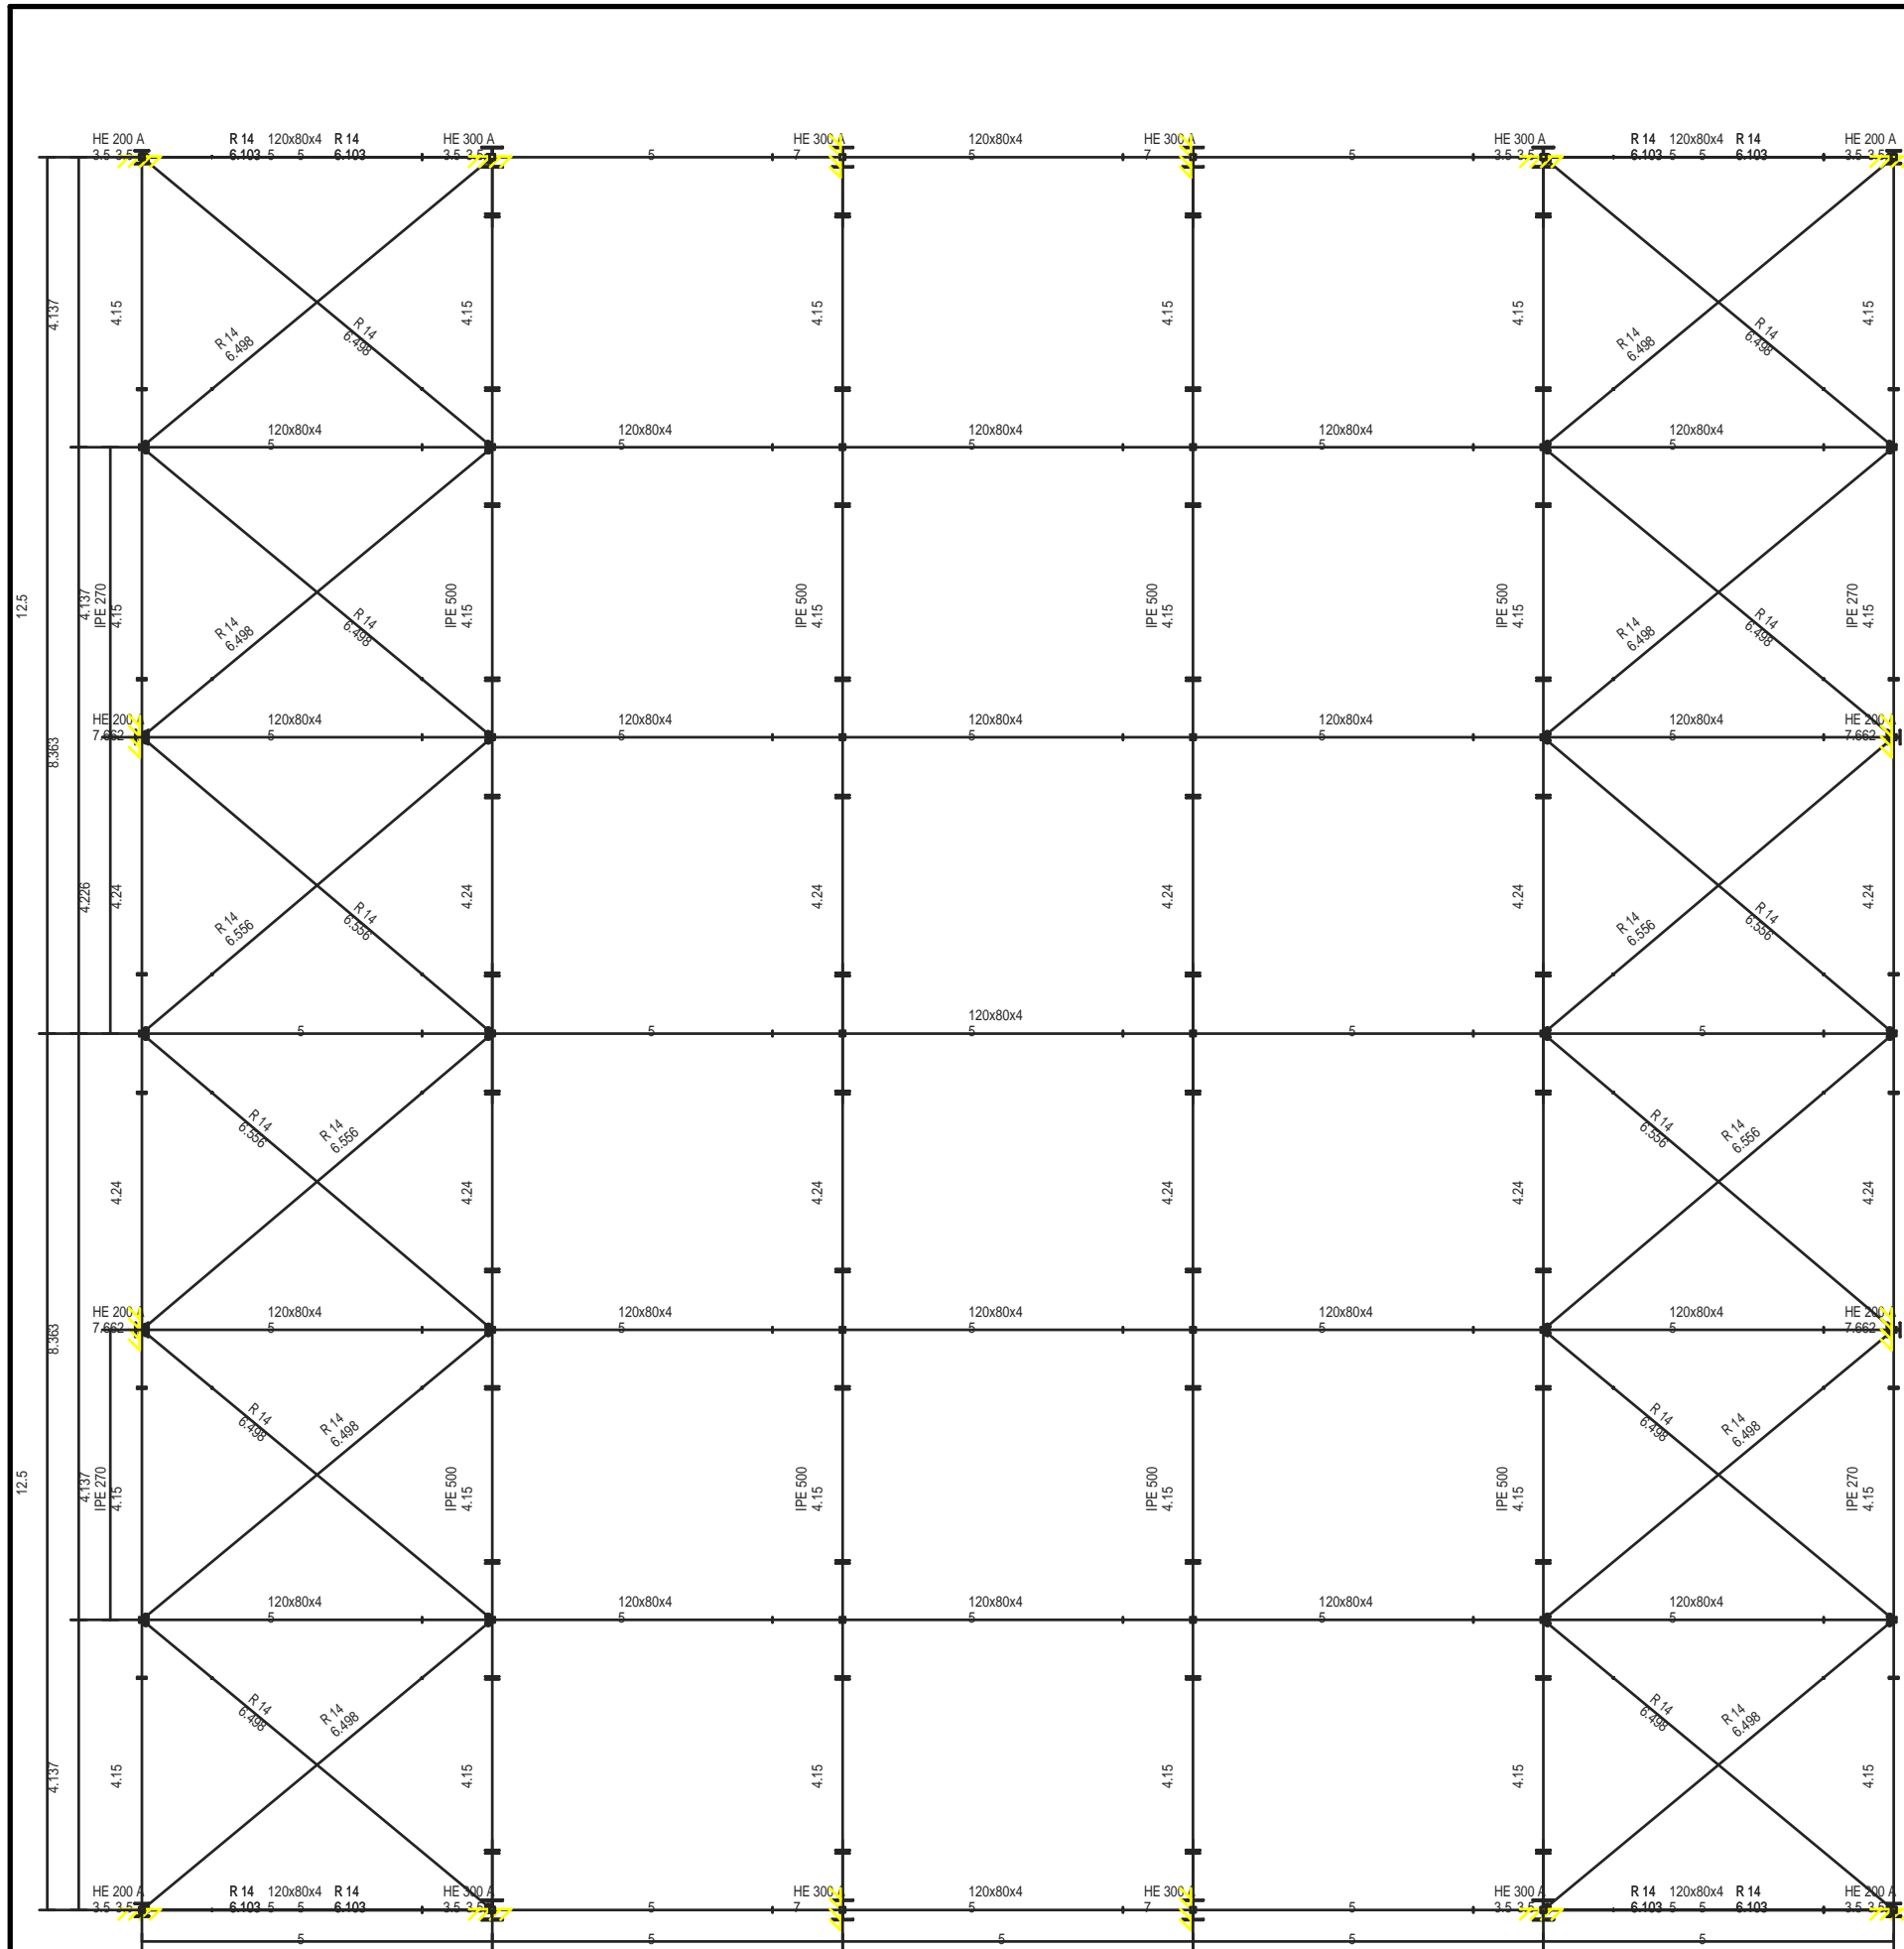 HE 200 A R 14 120x80x4 R 14 HE 300 A HE 300 A 120x80x4 HE 300 A HE 300 A R 14 120x80x4 R 14 HE 200 A
3.5 3.5 6.103 5 5 6.103 3.5 3.5 5 7 5 7 5 3.5 3.5 6.103 5 5 6.103 3.5 3.5
4.137 4.15 4.15 4.15 4.15 4.15 4.15
R 14 R 14 R 14 R 14
6.498 6.498 6.498 6.498
120x80x4 120x80x4 120x80x4 120x80x4 120x80x4
5 5 5 5 5
12.5 4.137 IPE 270 IPE 500 IPE 500 IPE 500 IPE 500 IPE 270
4.15 4.15 4.15 4.15 4.15 4.15
R 14 R 14 R 14 R 14
6.498 6.498 6.498 6.498
HE 200 A 120x80x4 120x80x4 120x80x4 120x80x4 120x80x4 HE 200 A
8.363 7.662 5 5 5 5 5 7.662
4.226 4.24 4.24 4.24 4.24 4.24 4.24
R 14 R 14 R 14 R 14
6.556 6.556 6.556 6.556
120x80x4
5 5 5 5 5
R 14 R 14 R 14 R 14
6.556 6.556 6.556 6.556
4.24 4.24 4.24 4.24 4.24 4.24
HE 200 A 120x80x4 120x80x4 120x80x4 120x80x4 120x80x4 HE 200 A
8.363 7.662 5 5 5 5 5 7.662
R 14 R 14 R 14 R 14
6.498 6.498 6.498 6.498
12.5 4.137 IPE 270 IPE 500 IPE 500 IPE 500 IPE 500 IPE 270
4.15 4.15 4.15 4.15 4.15 4.15
120x80x4 120x80x4 120x80x4 120x80x4 120x80x4
5 5 5 5 5
R 14 R 14 R 14 R 14
6.498 6.498 6.498 6.498
4.137 4.15 4.15 4.15 4.15 4.15 4.15
HE 200 A R 14 120x80x4 R 14 HE 300 A HE 300 A 120x80x4 HE 300 A HE 300 A R 14 120x80x4 R 14 HE 200 A
3.5 3.5 6.103 5 5 6.103 3.5 3.5 5 7 5 7 5 3.5 3.5 6.103 5 5 6.103 3.5 3.5
5 5 5 5 5